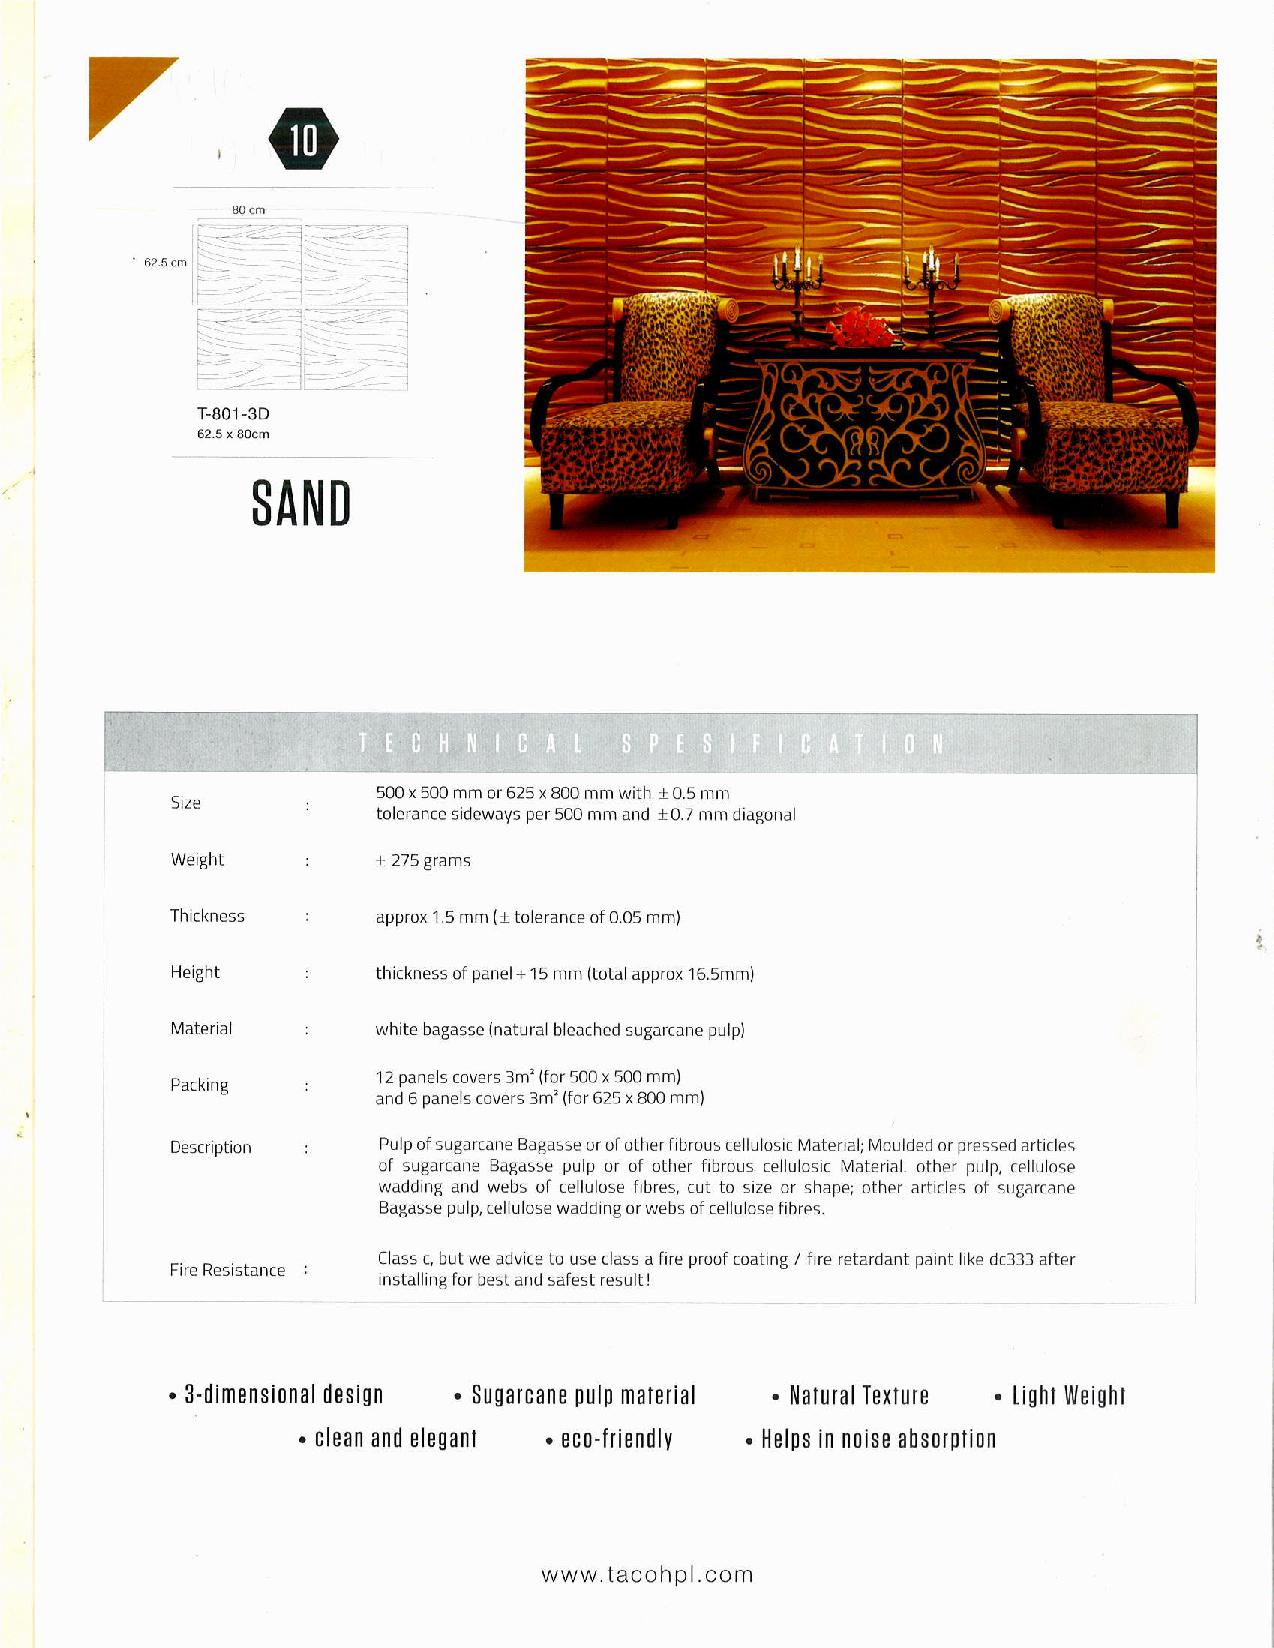 10
80 cm
62.5 cm
T-801-3D
62.5 x 80cm
SAND
TECHNICAL SPESIFICATION
Size : 500 x 500 mm or 625 x 800 mm with ± 0.5 mm
tolerance sideways per 500 mm and ±0.7 mm diagonal
Weight : ± 275 grams
Thickness : approx 1.5 mm (± tolerance of 0.05 mm)
Height : thickness of panel + 15 mm (total approx 16.5mm)
Material : white bagasse (natural bleached sugarcane pulp)
Packing : 12 panels covers 3m² (for 500 x 500 mm)
and 6 panels covers 3m² (for 625 x 800 mm)
Description : Pulp of sugarcane Bagasse or of other fibrous cellulosic Material; Moulded or pressed articles
of sugarcane Bagasse pulp or of other fibrous cellulosic Material. other pulp, cellulose
wadding and webs of cellulose fibres, cut to size or shape; other articles of sugarcane
Bagasse pulp, cellulose wadding or webs of cellulose fibres.
Fire Resistance : Class c, but we advice to use class a fire proof coating / fire retardant paint like dc333 after
installing for best and safest result!
• 3-dimensional design • Sugarcane pulp material • Natural Texture • Light Weight
• clean and elegant • eco-friendly • Helps in noise absorption
www.tacohpl.com